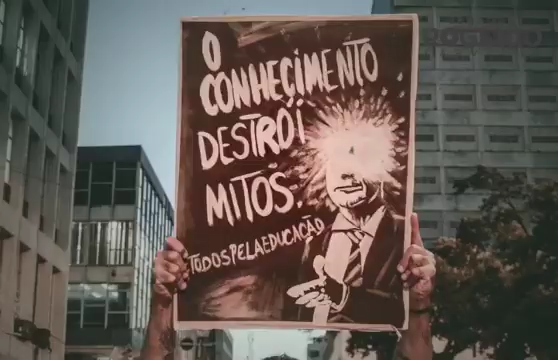 O
CONHECIMENTO
DESTRÓI
MITOS.
TODOSPELAEDUCAÇÃO